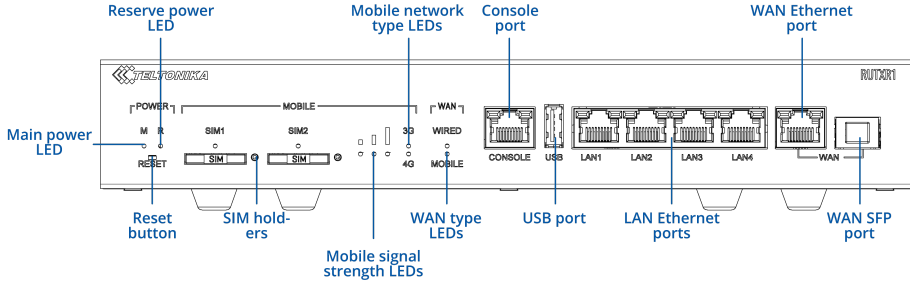 Reserve power
LED
Mobile network
type LEDs
Console
port
WAN Ethernet
port
TELTONIKA
RUTXR1
POWER
MOBILE
WAN
M R
SIM1
SIM2
3G
WIRED
Main power
LED
RESET
SIM
SIM
4G
MOBILE
CONSOLE
USB
LAN1
LAN2
LAN3
LAN4
WAN
Reset
button
SIM hold-
ers
Mobile signal
strength LEDs
WAN type
LEDs
USB port
LAN Ethernet
ports
WAN SFP
port